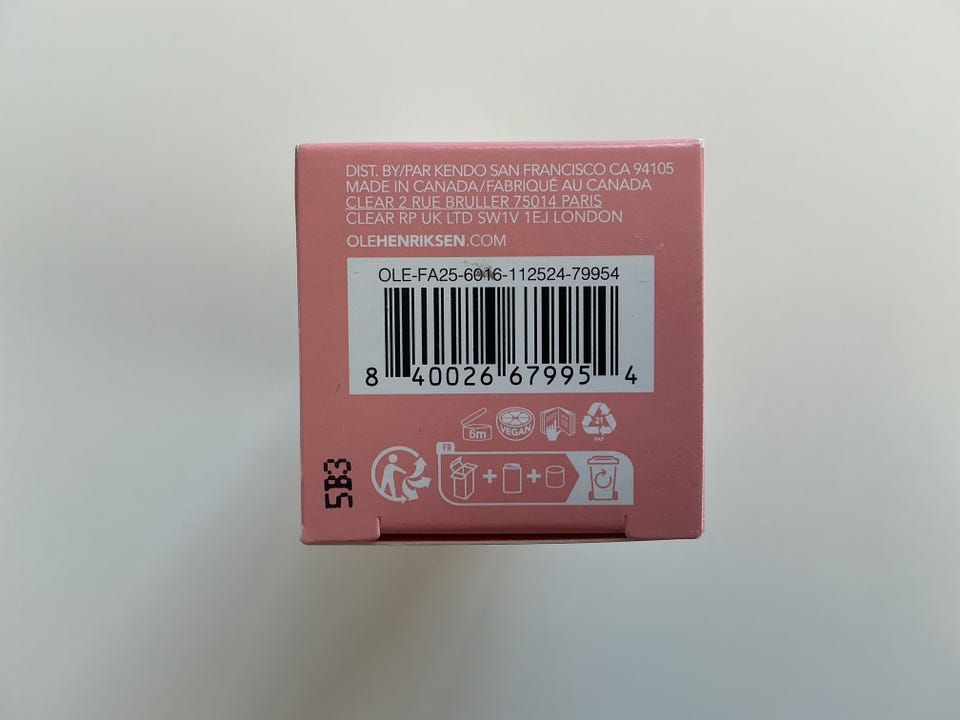 DIST. BY/PAR KENDO SAN FRANCISCO CA 94105
MADE IN CANADA/FABRIQUÉ AU CANADA
CLEAR 2 RUE BRULLER 75014 PARIS
CLEAR RP UK LTD SW1V 1EJ LONDON
OLEHENRIKSEN.COM
OLE-FA25-6016-112524-79954
8 40026 67995 4
6m
VEGAN
21
PAP
FR
5B3